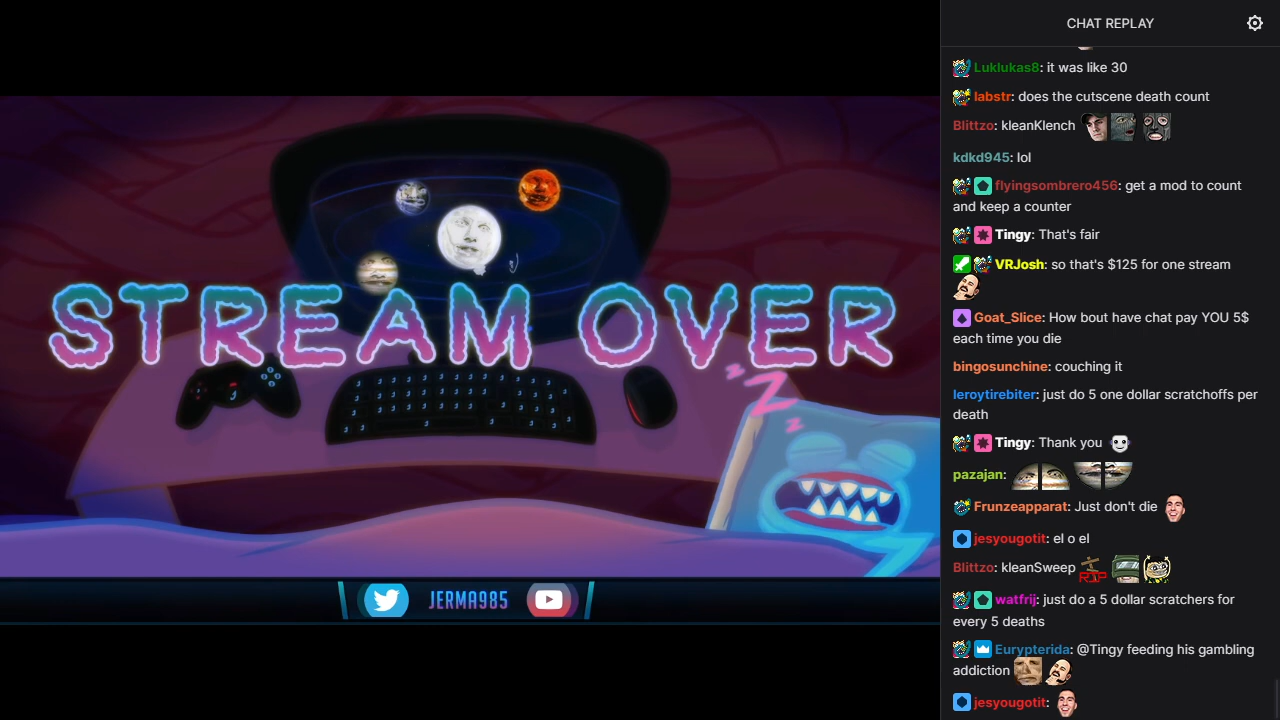 STREAM OVER
z
Z
z
JERMA985
CHAT REPLAY
Luklukas8: it was like 30
labstr: does the cutscene death count
Blittzo: kleanKlench
kdkd945: lol
flyingsombrero456: get a mod to count
and keep a counter
Tingy: That's fair
VRJosh: so that's $125 for one stream
Goat_Slice: How bout have chat pay YOU 5$
each time you die
bingosunchine: couching it
leroytirebiter: just do 5 one dollar scratchoffs per
death
Tingy: Thank you
pazajan:
Frunzeapparat: Just don't die
jesyougotit: el o el
Blittzo: kleanSweep RIP
watfrij: just do a 5 dollar scratchers for
every 5 deaths
Eurypterida: @Tingy feeding his gambling
addiction
jesyougotit: